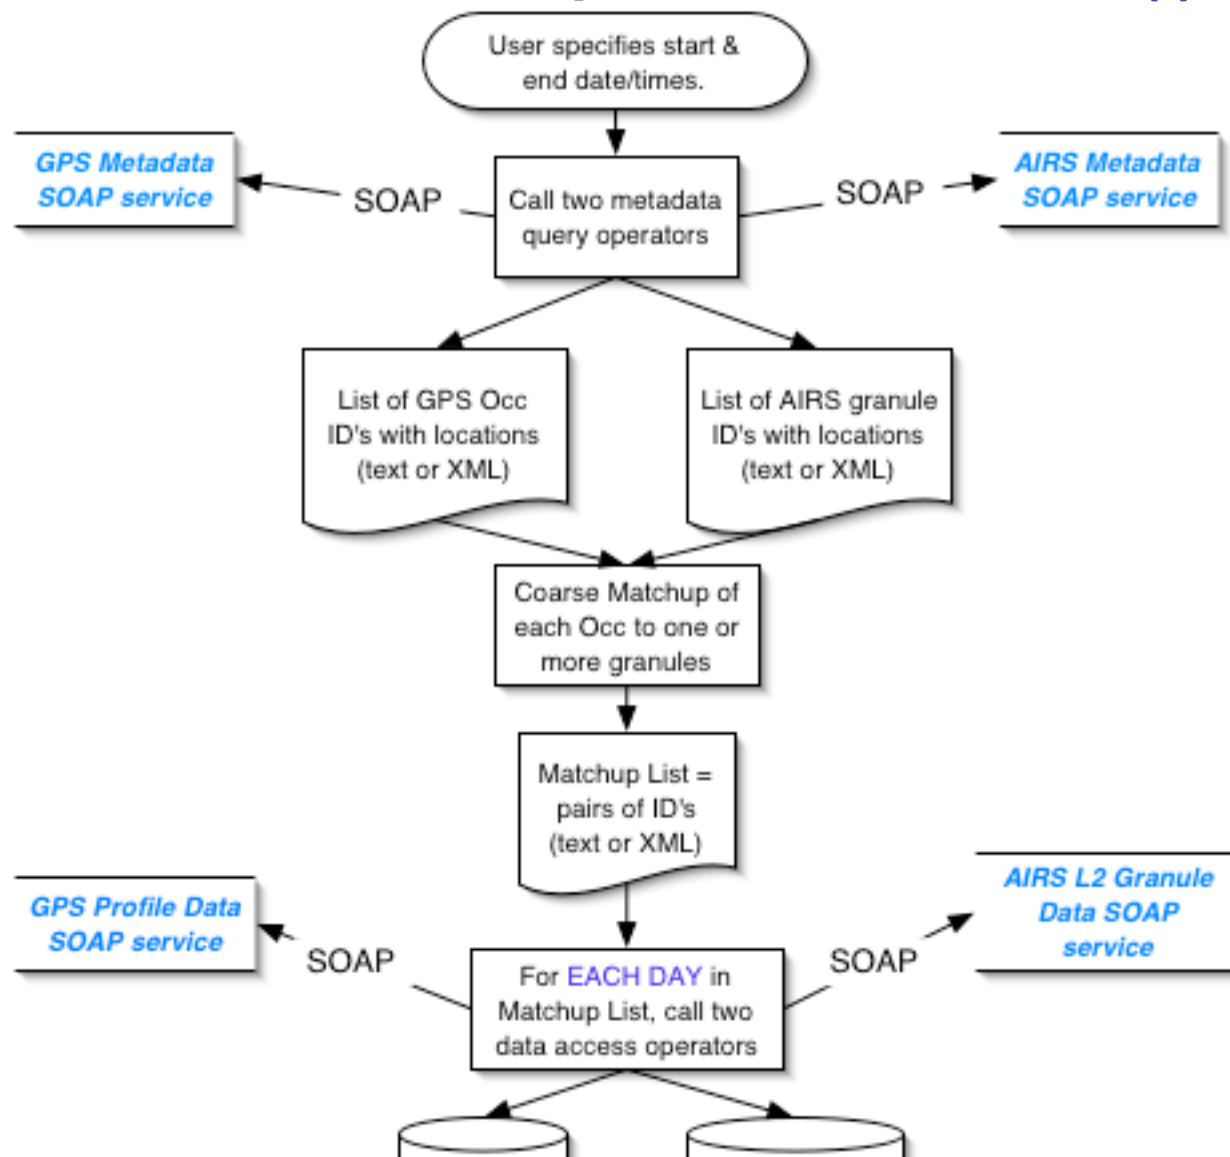 User specifies start &
end date/times.
GPS Metadata
SOAP service
SOAP
Call two metadata
query operators
SOAP
AIRS Metadata
SOAP service
List of GPS Occ
ID's with locations
(text or XML)
List of AIRS granule
ID's with locations
(text or XML)
Coarse Matchup of
each Occ to one or
more granules
Matchup List =
pairs of ID's
(text or XML)
GPS Profile Data
SOAP service
SOAP
For EACH DAY in
Matchup List, call two
data access operators
SOAP
AIRS L2 Granule
Data SOAP
service